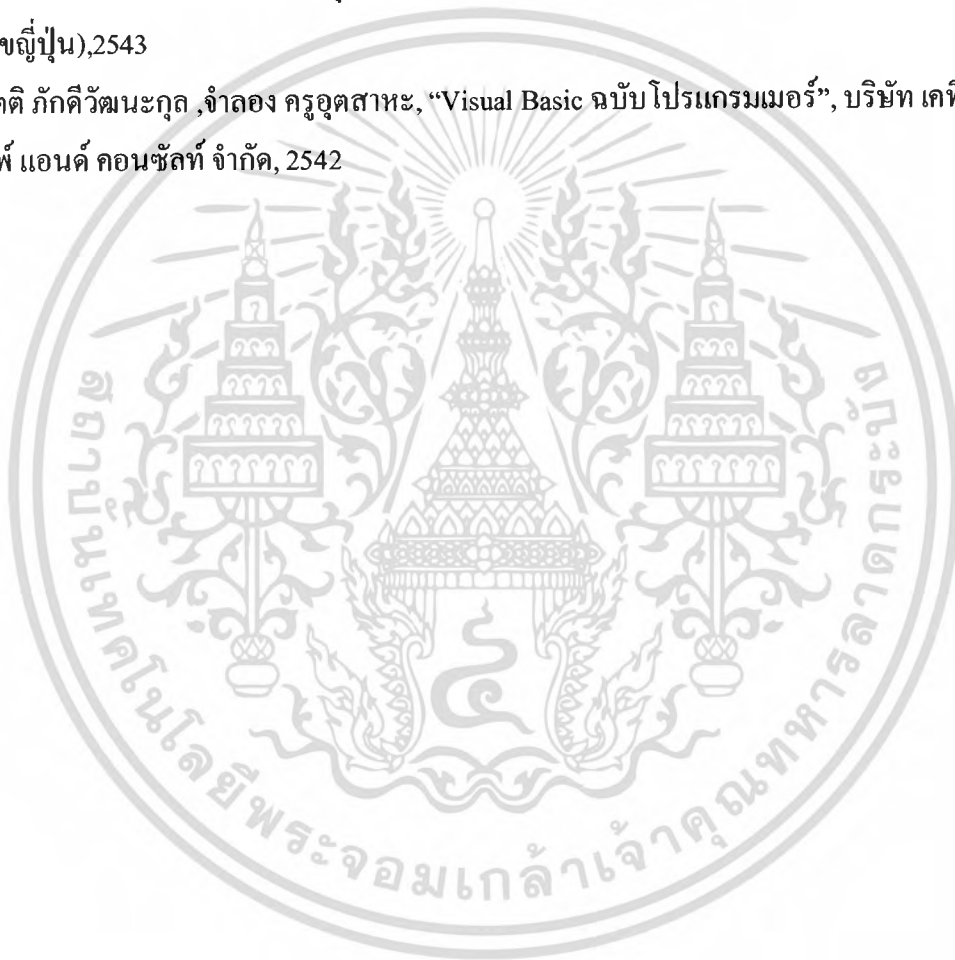 ขญี่ปุ่น),2543
ติ ภักดีวัฒนะกุล ,จำลอง ครูอุตสาหะ, “Visual Basic ฉบับโปรแกรมเมอร์”, บริษัท เคที
พ์ แอนด์ คอนซัลท์ จำกัด, 2542
สถาบันเทคโนโลยีพระจอมเกล้าเจ้าคุณทหารลาดกระบัง